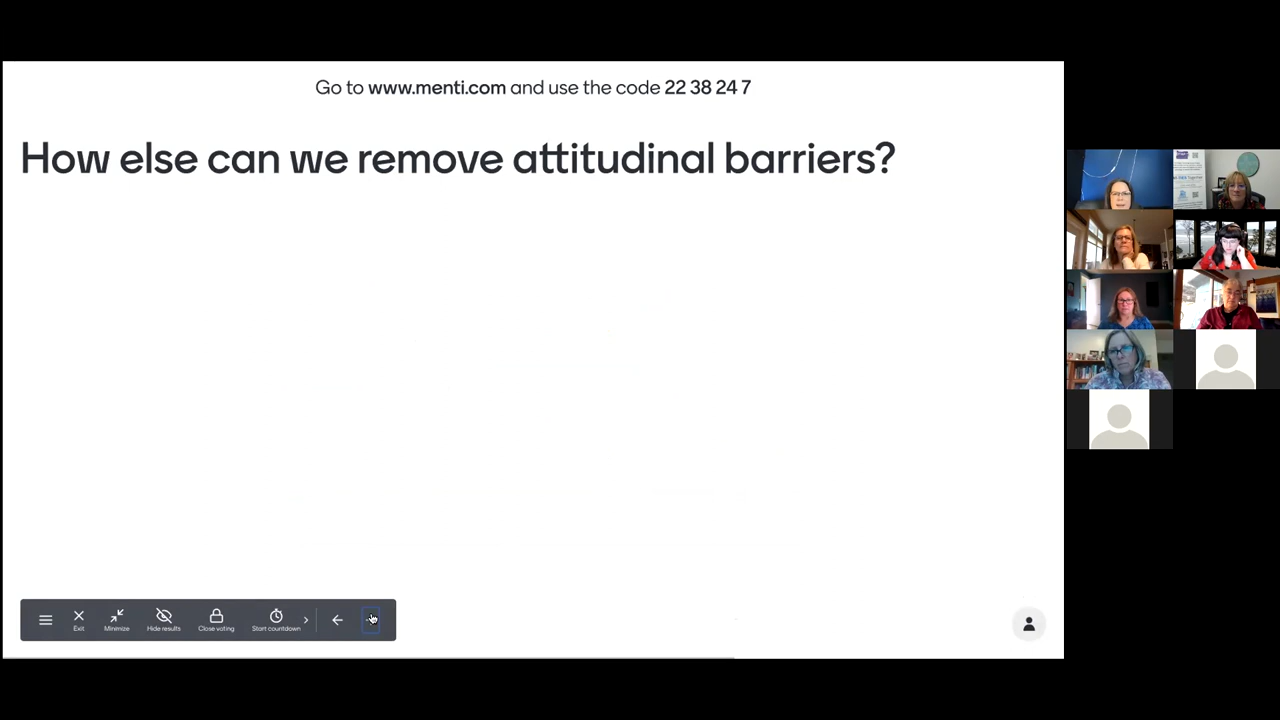 Go to www.menti.com and use the code 22 38 24 7
How else can we remove attitudinal barriers?
Exit
Minimize
Hide results
Close voting
Start countdown